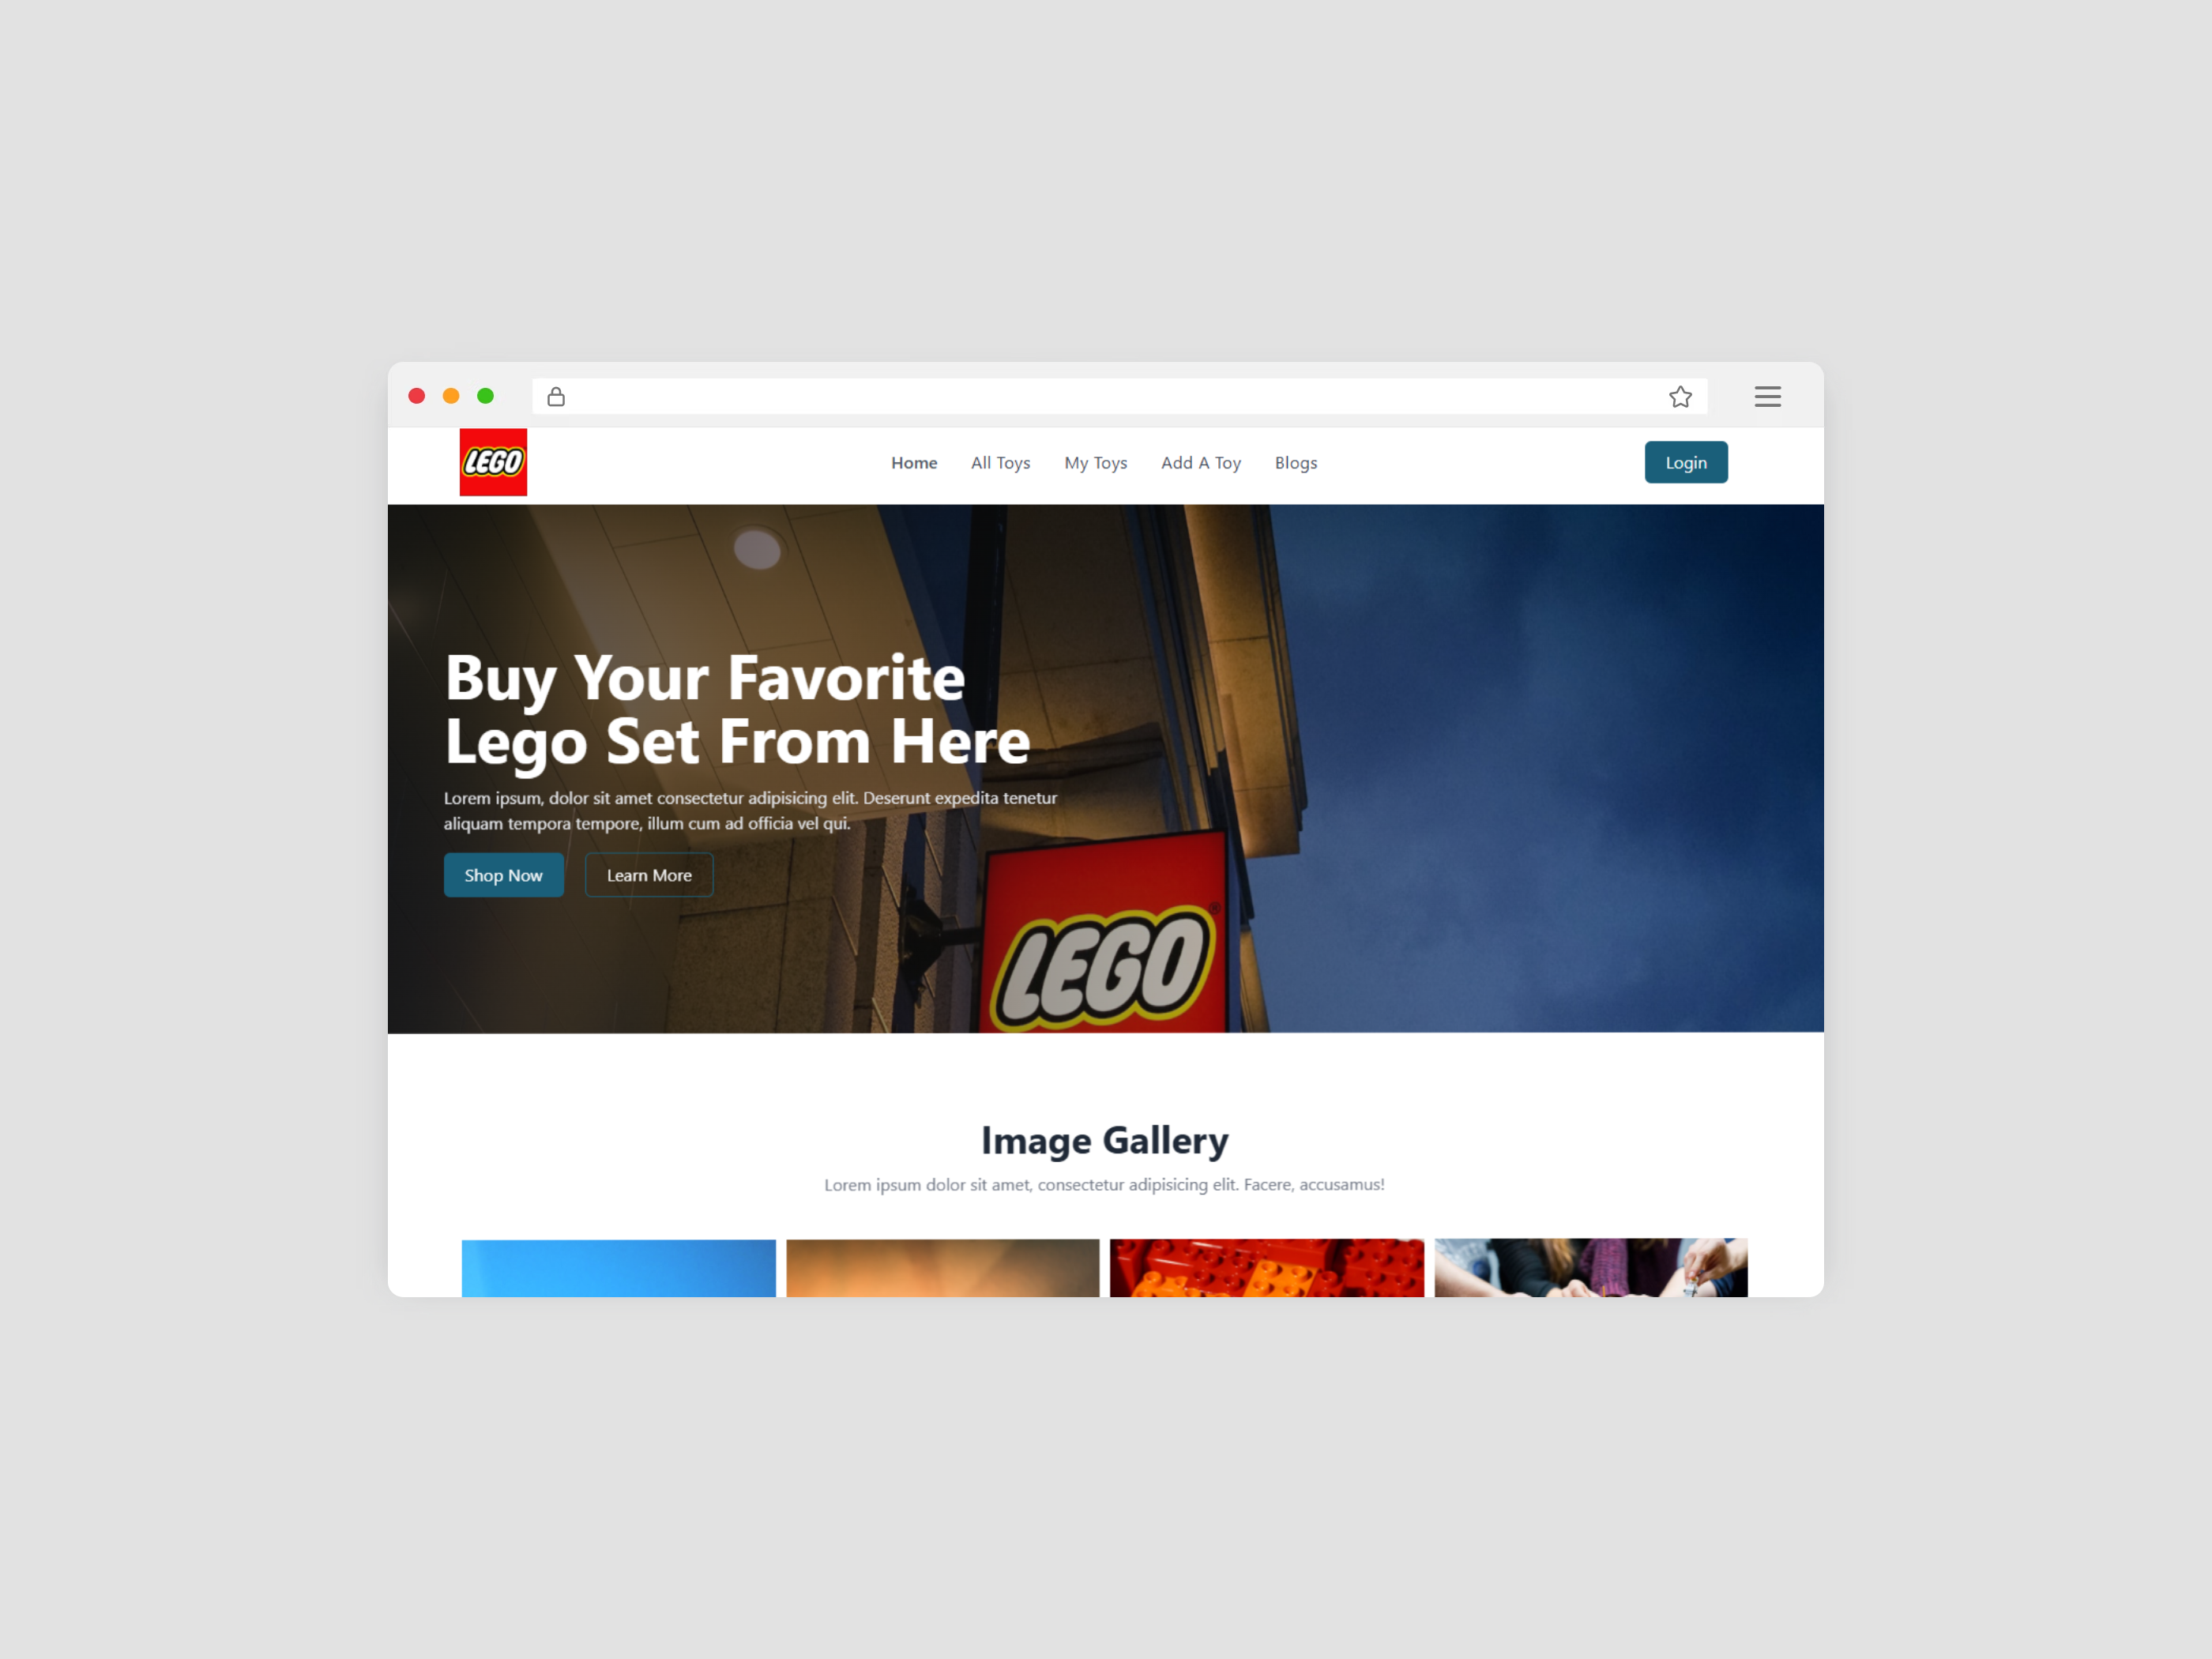 LEGO
Home All Toys My Toys Add A Toy Blogs Login
Buy Your Favorite
Lego Set From Here
Lorem ipsum, dolor sit amet consectetur adipisicing elit. Deserunt expedita tenetur
aliquam tempora tempore, illum cum ad officia vel qui.
Shop Now Learn More
LEGO®
Image Gallery
Lorem ipsum dolor sit amet, consectetur adipisicing elit. Facere, accusamus!